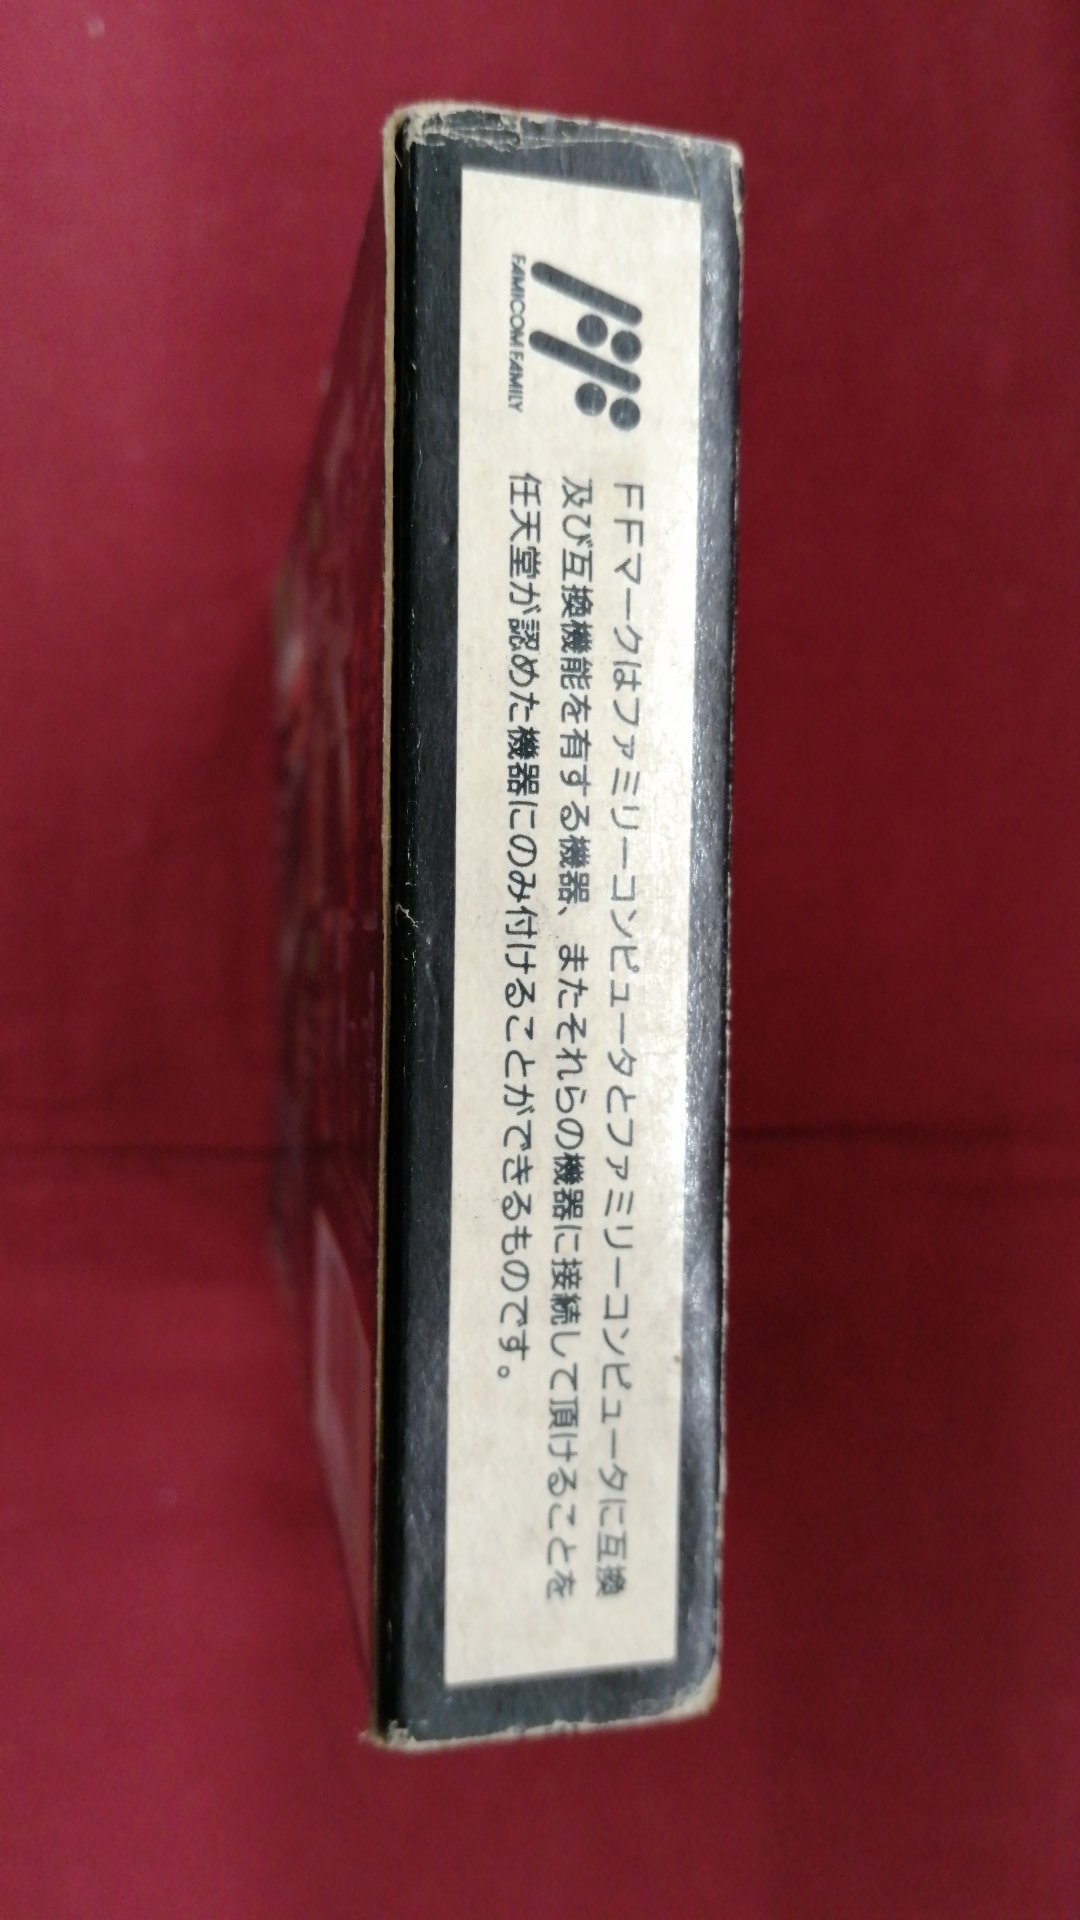 FAMICOM FAMILY
FFマークはファミリーコンピュータとファミリーコンピュータに互換
及び互換機能を有する機器、またそれらの機器に接続して頂けることを
任天堂が認めた機器にのみ付けることができるものです。